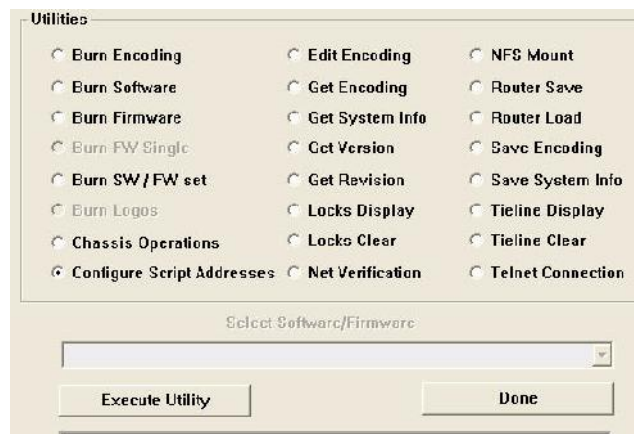 Utilities
Burn Encoding
Burn Software
Burn Firmware
Burn FW Single
Burn SW / FW set
Burn Logos
Chassis Operations
Configure Script Addresses
Edit Encoding
Get Encoding
Get System Info
Get Version
Get Revision
Locks Display
Locks Clear
Net Verification
NFS Mount
Router Save
Router Load
Save Encoding
Save System Info
Tieline Display
Tieline Clear
Telnet Connection
Select Software/Firmware
Execute Utility
Done